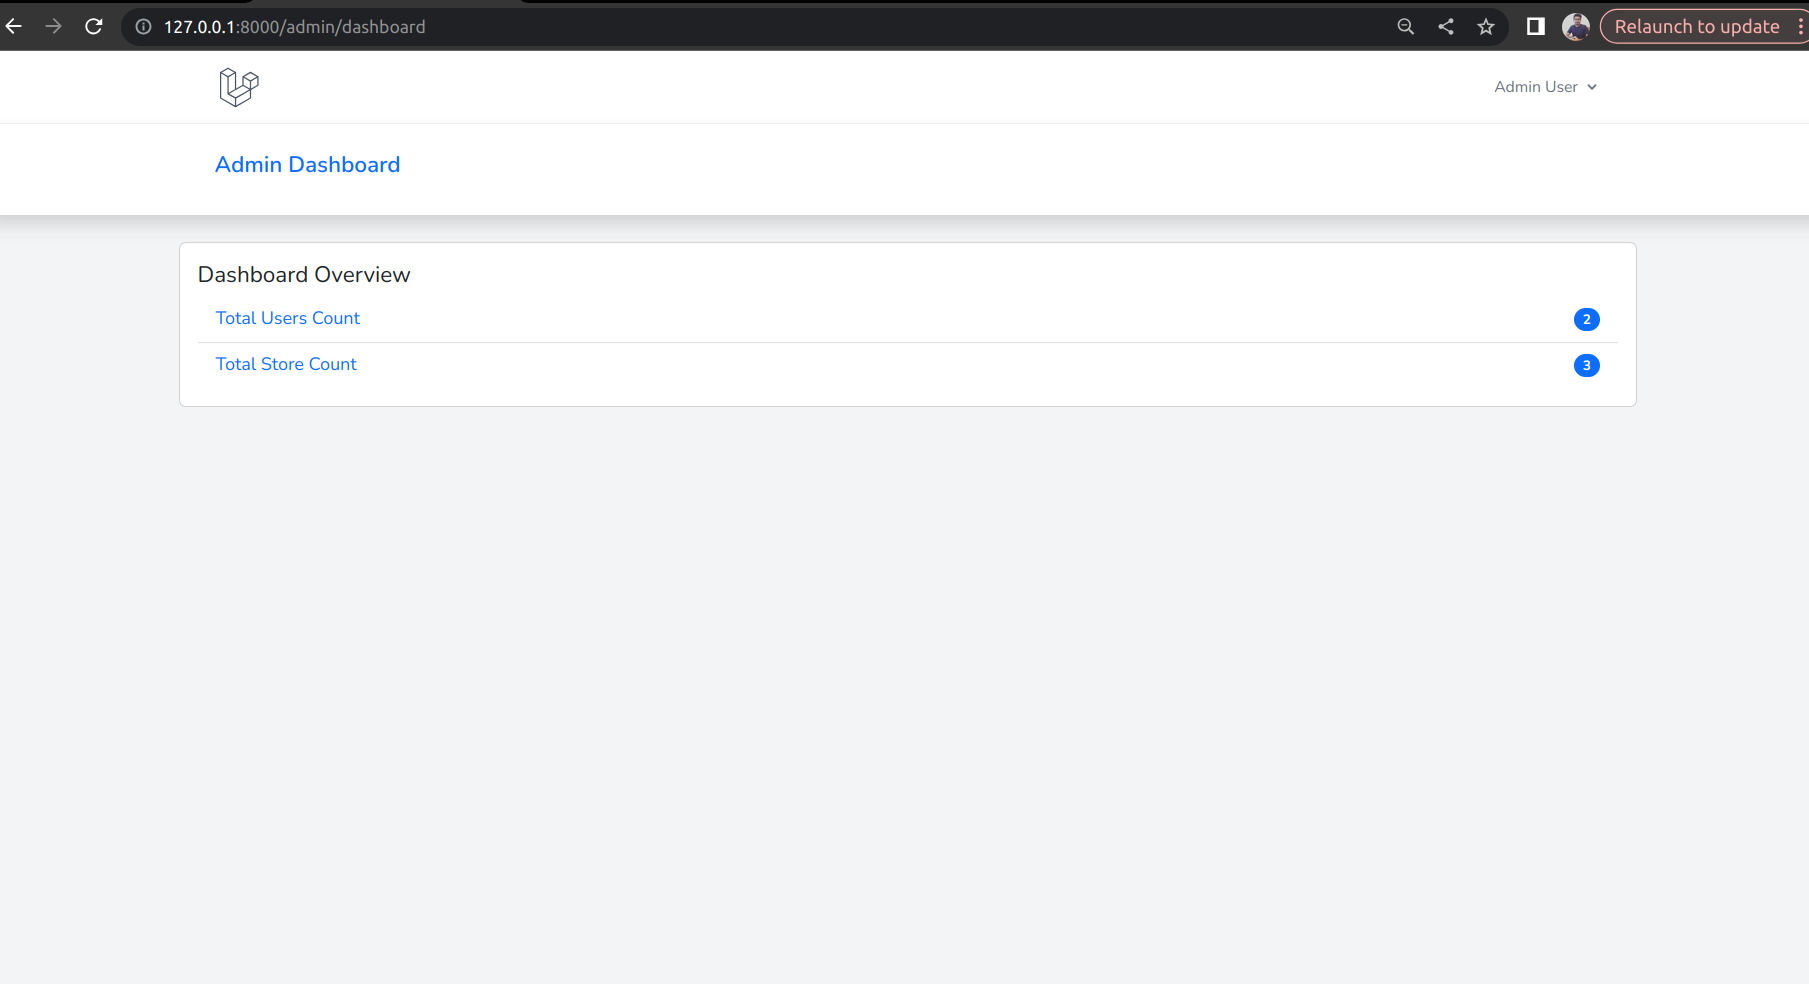 127.0.0.1:8000/admin/dashboard
Relaunch to update
Admin User
Admin Dashboard
Dashboard Overview
Total Users Count 2
Total Store Count 3